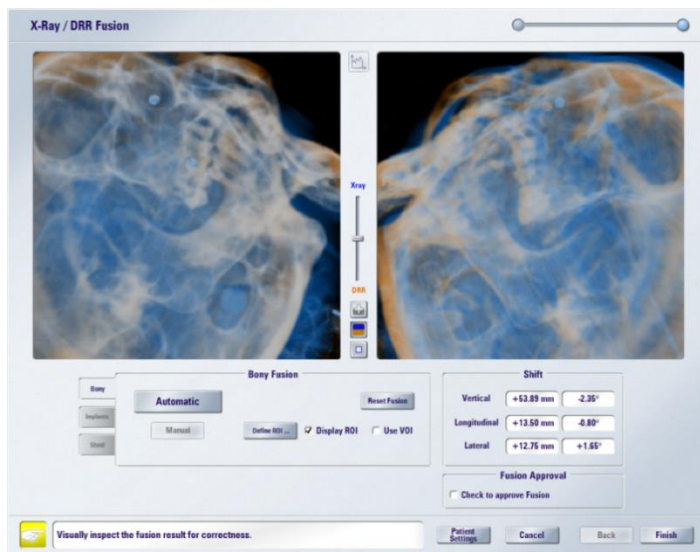 X-Ray / DRR Fusion
Xray
DRR
Bony Fusion
Bony
Implants
Stent
Automatic
Reset Fusion
Manual
Define ROI ...
Display ROI
Use VOI
Shift
Vertical +53.89 mm -2.35°
Longitudinal +13.50 mm -0.80°
Lateral +12.75 mm +1.65°
Fusion Approval
Check to approve Fusion
Visually inspect the fusion result for correctness.
Patient Settings
Cancel
Back
Finish